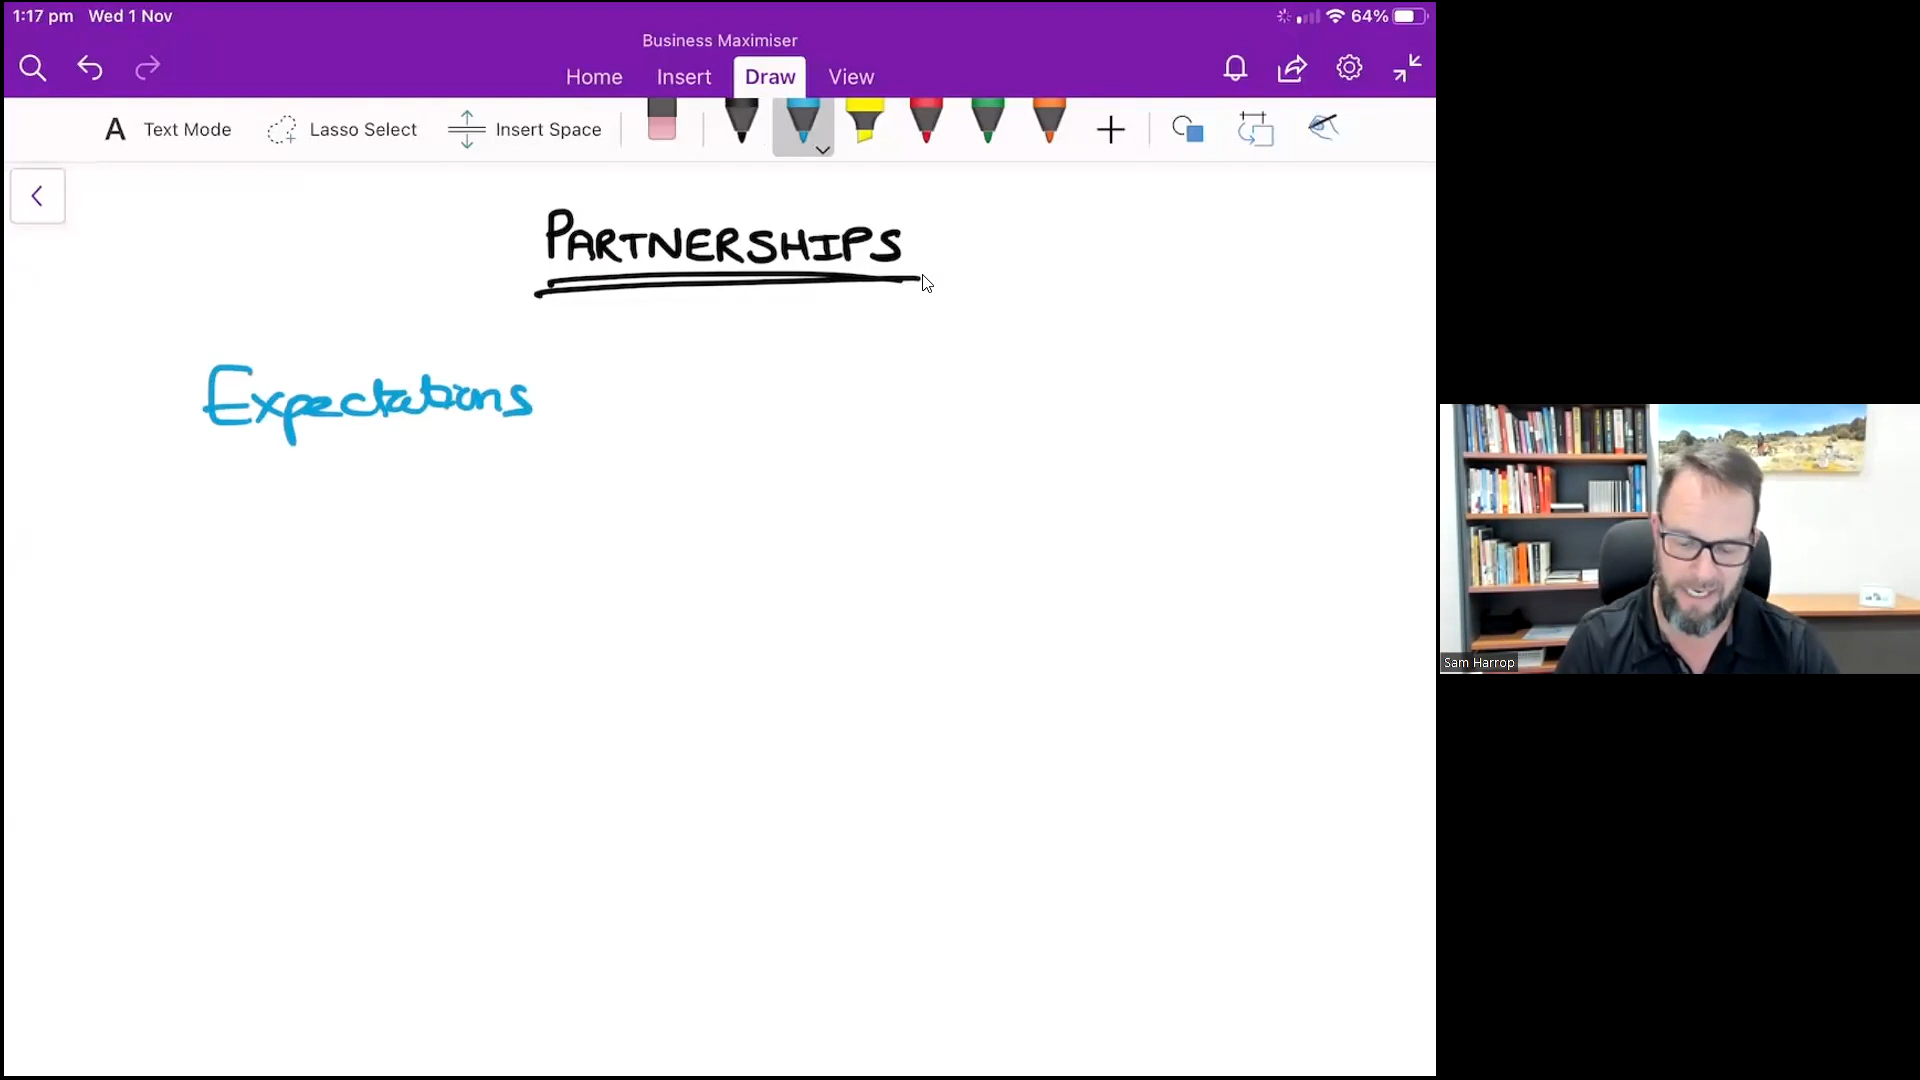 1:17 pm Wed 1 Nov 64%
Business Maximiser
Home Insert Draw View
A Text Mode Lasso Select Insert Space
PARTNERSHIPS
Expectations
Sam Harrop